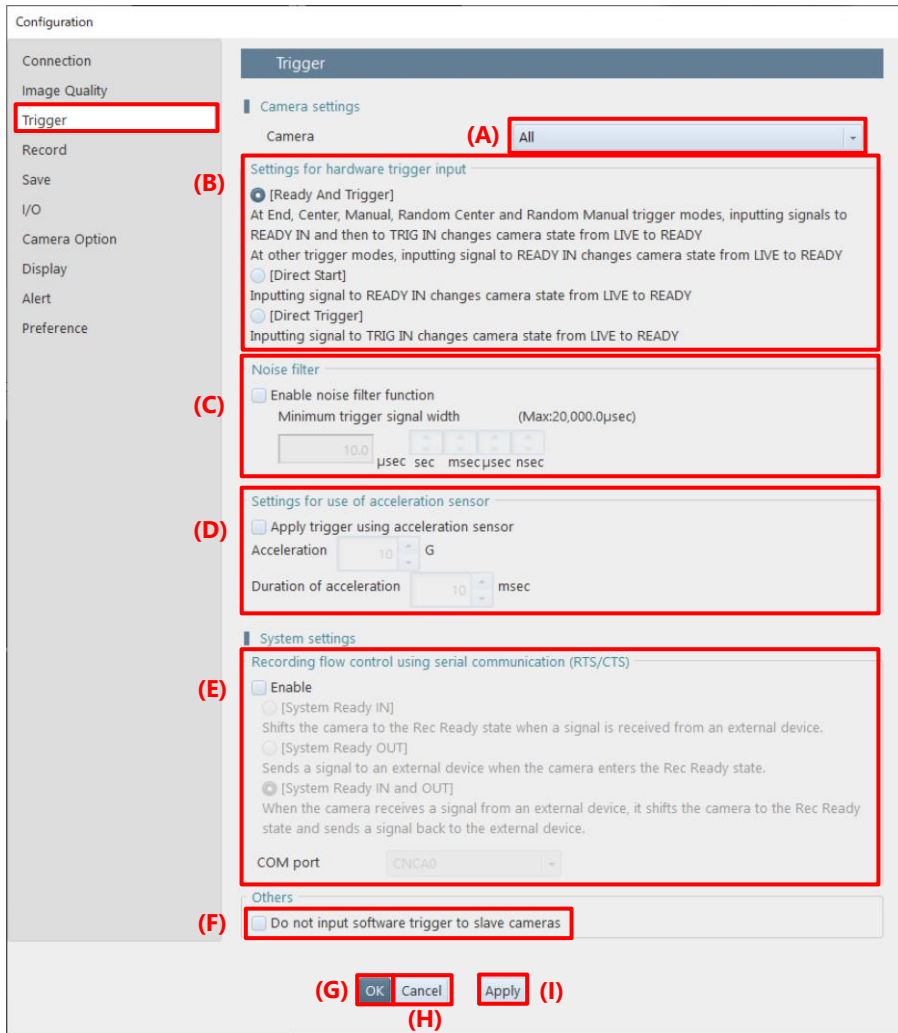 Configuration
Connection
Image Quality
Trigger
Record
Save
I/O
Camera Option
Display
Alert
Preference
Trigger
Camera settings
Camera
(A)
All
(B)
Settings for hardware trigger input
[Ready And Trigger]
At End, Center, Manual, Random Center and Random Manual trigger modes, inputting signals to
READY IN and then to TRIG IN changes camera state from LIVE to READY
At other trigger modes, inputting signal to READY IN changes camera state from LIVE to READY
[Direct Start]
Inputting signal to READY IN changes camera state from LIVE to READY
[Direct Trigger]
Inputting signal to TRIG IN changes camera state from LIVE to READY
(C)
Noise filter
Enable noise filter function
Minimum trigger signal width (Max:20,000.0µsec)
10.0 µsec sec msec µsec nsec
(D)
Settings for use of acceleration sensor
Apply trigger using acceleration sensor
Acceleration 10 G
Duration of acceleration 10 msec
System settings
(E)
Recording flow control using serial communication (RTS/CTS)
Enable
[System Ready IN]
Shifts the camera to the Rec Ready state when a signal is received from an external device.
[System Ready OUT]
Sends a signal to an external device when the camera enters the Rec Ready state.
[System Ready IN and OUT]
When the camera receives a signal from an external device, it shifts the camera to the Rec Ready
state and sends a signal back to the external device.
COM port CNCA0
Others
(F)
Do not input software trigger to slave cameras
(G) OK Cancel Apply (I)
(H)